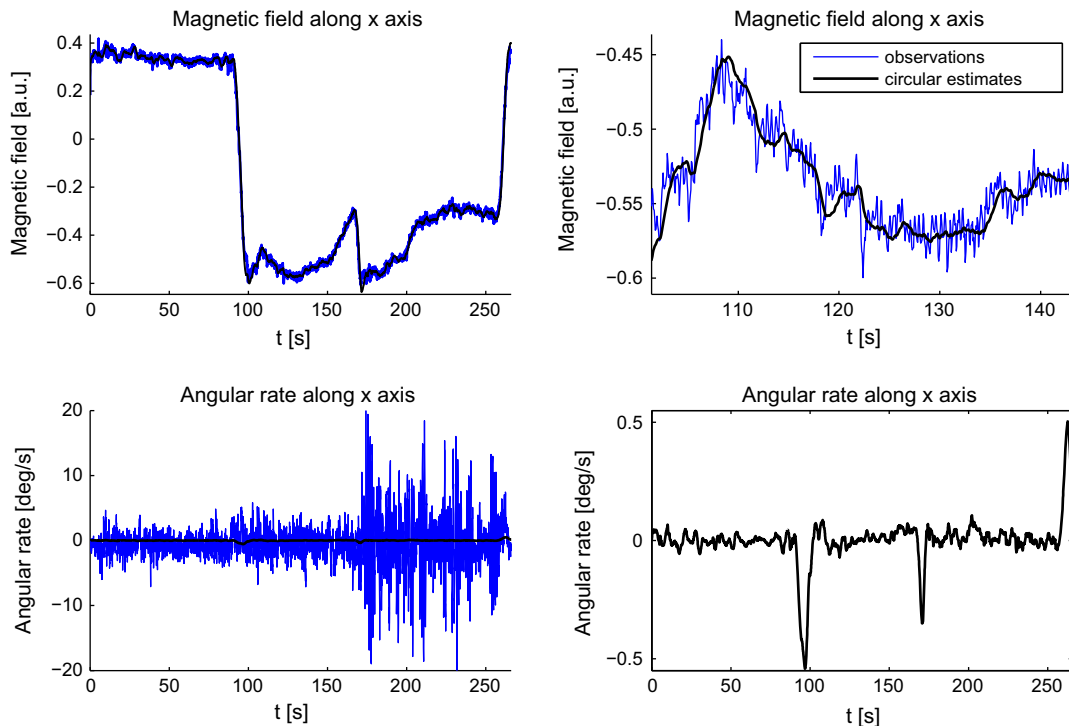 Magnetic field along x axis
Magnetic field [a.u.]
0.4
0.2
0
−0.2
−0.4
−0.6
0 50 100 150 200 250
t [s]
Magnetic field along x axis
Magnetic field [a.u.]
−0.45
−0.5
−0.55
−0.6
110 120 130 140
t [s]
observations
circular estimates
Angular rate along x axis
Angular rate [deg/s]
20
10
0
−10
−20
0 50 100 150 200 250
t [s]
Angular rate along x axis
Angular rate [deg/s]
0.5
0
−0.5
0 50 100 150 200 250
t [s]